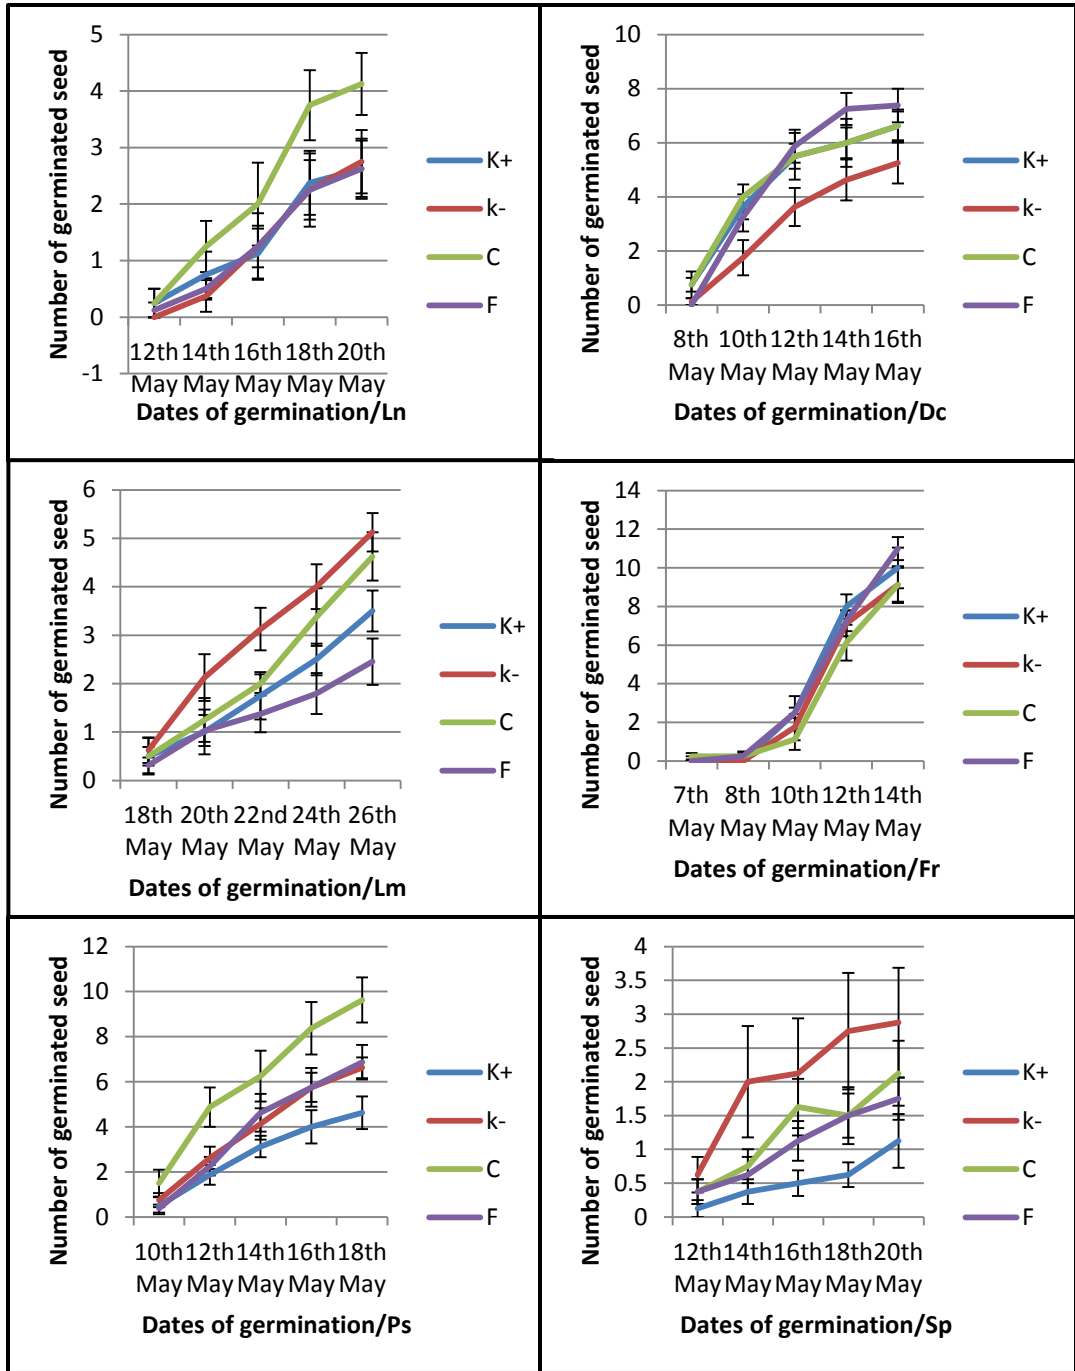 Number of germinated seed
5
4
3
2
1
0
-1
12th 14th 16th 18th 20th
May May May May May
Dates of germination/Ln
K+
k-
C
F
Number of germinated seed
10
8
6
4
2
0
8th 10th 12th 14th 16th
May May May May May
Dates of germination/Dc
K+
k-
C
F
Number of germinated seed
6
5
4
3
2
1
0
18th 20th 22nd 24th 26th
May May May May May
Dates of germination/Lm
K+
k-
C
F
Number of germinated seed
14
12
10
8
6
4
2
0
7th 8th 10th 12th 14th
May May May May May
Dates of germination/Fr
K+
k-
C
F
Number of germinated seed
12
10
8
6
4
2
0
10th 12th 14th 16th 18th
May May May May May
Dates of germination/Ps
K+
k-
C
F
Number of germinated seed
4
3.5
3
2.5
2
1.5
1
0.5
0
12th 14th 16th 18th 20th
May May May May May
Dates of germination/Sp
K+
k-
C
F